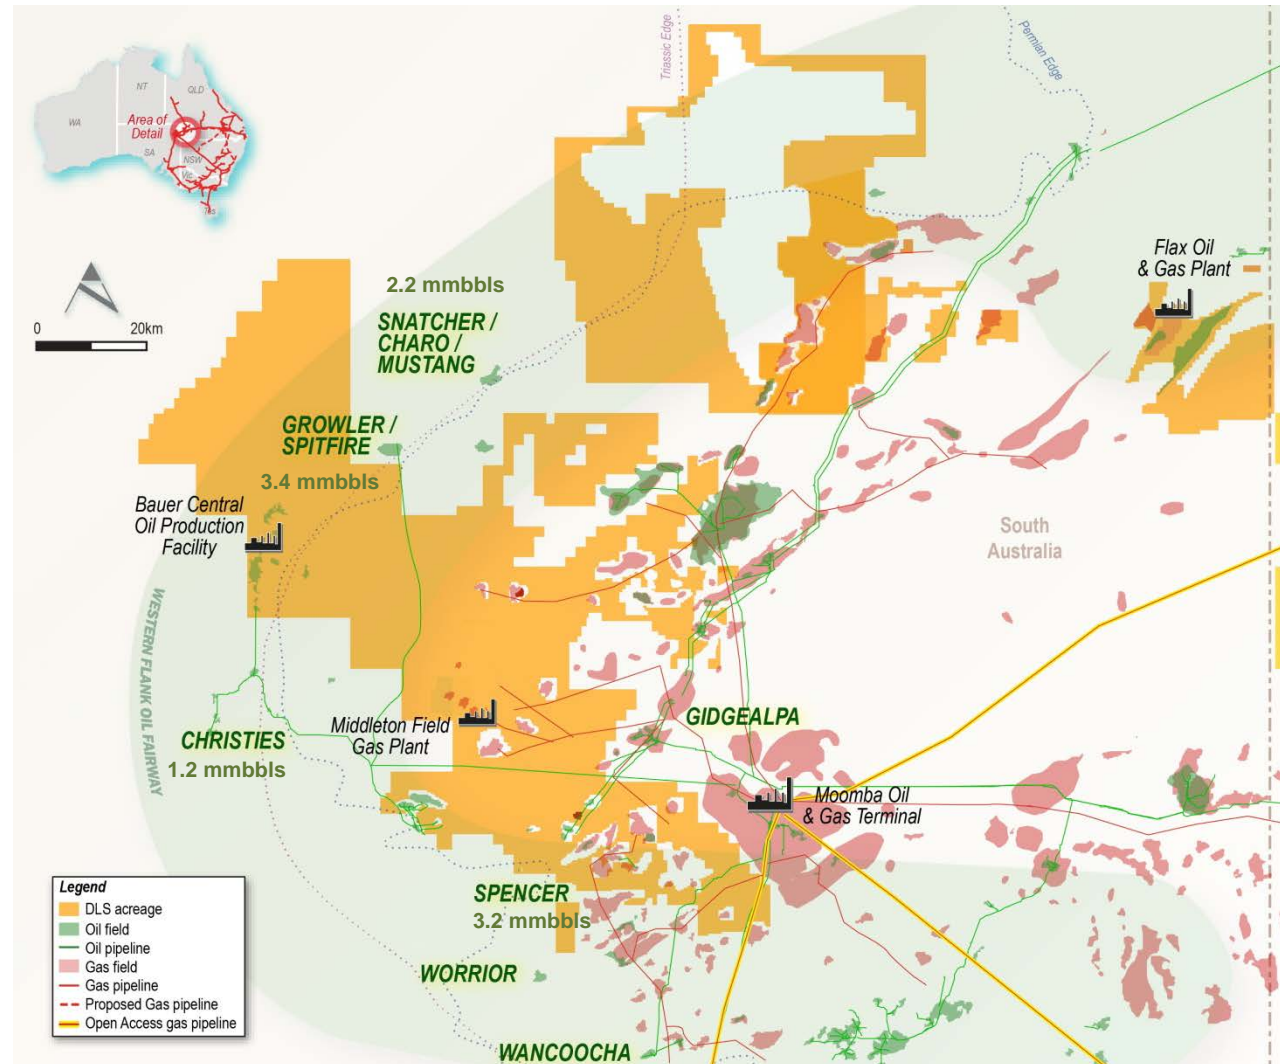 Triassic Edge
Permian Edge
NT
QLD
WA
Area of
Detail
SA
NSW
Vic
Tas
0
20km
2.2 mmbbls
SNATCHER /
CHARO /
MUSTANG
GROWLER /
SPITFIRE
3.4 mmbbls
Flax Oil
& Gas Plant
Bauer Central
Oil Production
Facility
South
Australia
WESTERN FLANK OIL FAIRWAY
Middleton Field
Gas Plant
GIDGEALPA
CHRISTIES
1.2 mmbbls
Moomba Oil
& Gas Terminal
SPENCER
3.2 mmbbls
WORRIOR
WANCOOCHA
Legend
DLS acreage
Oil field
Oil pipeline
Gas field
Gas pipeline
Proposed Gas pipeline
Open Access gas pipeline